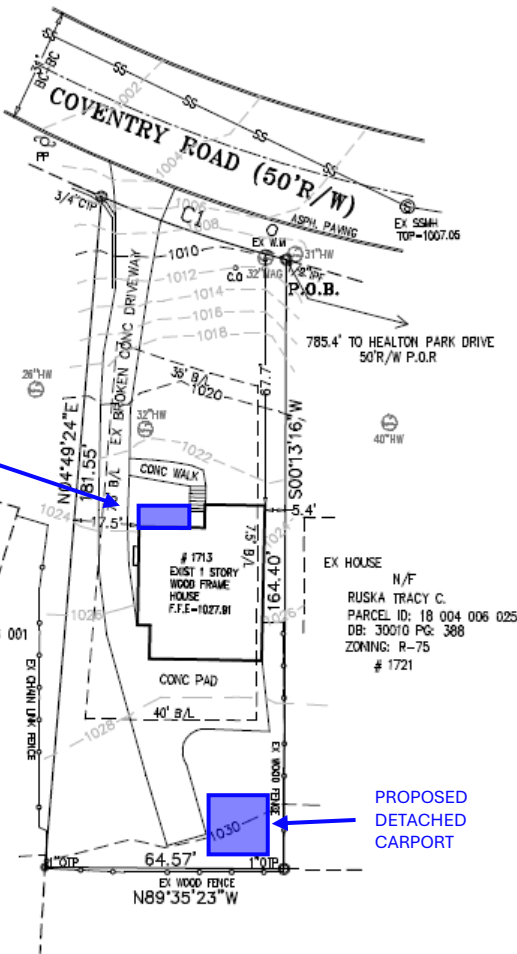 34'
BC-BC
SS
SS
SS
SS
1002
COVENTRY ROAD (50'R/W)
1004
PP
3/4"CTP
C1
1006
1008
ASPH. PAVING
EX SSMH
TOP=1007.05
EX W.M
31"HW
1010
C.O
32"MAG
P.O.B.
1012
1014
1016
1018
785.4' TO HEALTON PARK DRIVE
50'R/W P.O.R
EX BROKEN CONC DRIVEWAY
35' B/L
1020
67.7'
26"HW
32"HW
40"HW
N04°49'24"E
181.55'
B/L
S00°13'16"W
164.40'
1022
CONC WALK
1024
17.5'
5.4'
1024
7.5' B/L
# 1713
EXIST 1 STORY
WOOD FRAME
HOUSE
F.F.E=1027.91
EX HOUSE
N/F
RUSKA TRACY C.
PARCEL ID: 18 004 006 025
DB: 30010 PG: 388
ZONING: R-75
# 1721
1026
1026
001
EX CHAIN LINK FENCE
CONC PAD
1028
40' B/L
EX WOOD FENCE
PROPOSED
DETACHED
CARPORT
1030
1"OTP
64.57'
1"OTP
EX WOOD FENCE
N89°35'23"W